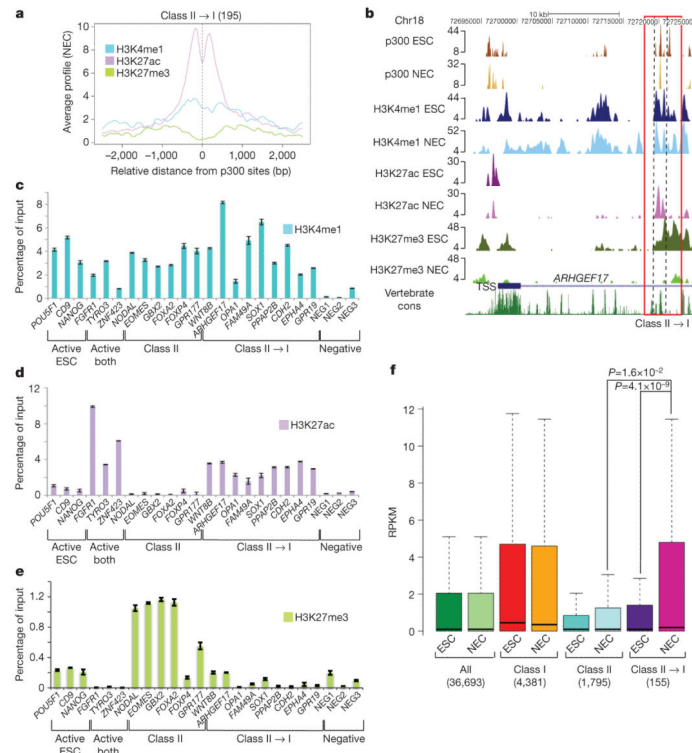 a
Class II → I (195)
Average profile (NEC)
10
8
6
4
2
0
H3K4me1
H3K27ac
H3K27me3
−2,000 −1,000 0 1,000 2,000
Relative distance from p300 sites (bp)
b
Chr18
10 kb
72695000 72700000 72705000 72710000 72715000 72720000 72725000
p300 ESC
44
8
p300 NEC
32
8
H3K4me1 ESC
44
4
H3K4me1 NEC
52
4
H3K27ac ESC
30
4
H3K27ac NEC
30
4
H3K27me3 ESC
48
4
H3K27me3 NEC
48
4
TSS
ARHGEF17
Vertebrate
cons
Class II → I
c
Percentage of input
8
6
4
2
0
H3K4me1
POU5F1 CD9 NANOG FGFR1 TYRO3 ZNF423 NODAL EOMES GBX2 FOXA2 FOXP4 GPR177 WNT8B ARHGEF17 OPA1 FAM49A SOX1 PPAP2B CDH2 EPHA4 GPR19 NEG1 NEG2 NEG3
Active ESC Active both Class II Class II → I Negative
d
Percentage of input
12
8
4
0
H3K27ac
POU5F1 CD9 NANOG FGFR1 TYRO3 ZNF423 NODAL EOMES GBX2 FOXA2 FOXP4 GPR177 WNT8B ARHGEF17 OPA1 FAM49A SOX1 PPAP2B CDH2 EPHA4 GPR19 NEG1 NEG2 NEG3
Active ESC Active both Class II Class II → I Negative
e
Percentage of input
1.2
0.8
0.4
0
H3K27me3
POU5F1 CD9 NANOG FGFR1 TYRO3 ZNF423 NODAL EOMES GBX2 FOXA2 FOXP4 GPR177 WNT8B ARHGEF17 OPA1 FAM49A SOX1 PPAP2B CDH2 EPHA4 GPR19 NEG1 NEG2 NEG3
Active ESC Active both Class II Class II → I Negative
f
P=1.6×10−2
P=4.1×10−9
RPKM
12
10
8
6
4
2
0
ESC NEC ESC NEC ESC NEC ESC NEC
All Class I Class II Class II → I
(36,693) (4,381) (1,795) (155)